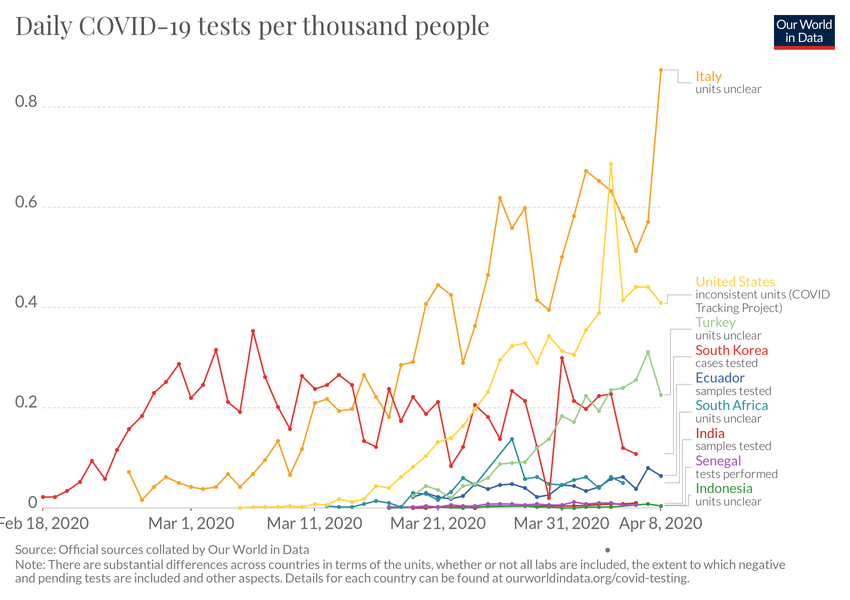 Daily COVID-19 tests per thousand people
Our World
in Data
0.8
0.6
0.4
0.2
0
Feb 18, 2020
Mar 1, 2020
Mar 11, 2020
Mar 21, 2020
Mar 31, 2020
Apr 8, 2020
Italy
units unclear
United States
inconsistent units (COVID
Tracking Project)
Turkey
units unclear
South Korea
cases tested
Ecuador
samples tested
South Africa
units unclear
India
samples tested
Senegal
tests performed
Indonesia
units unclear
Source: Official sources collated by Our World in Data
Note: There are substantial differences across countries in terms of the units, whether or not all labs are included, the extent to which negative
and pending tests are included and other aspects. Details for each country can be found at ourworldindata.org/covid-testing.